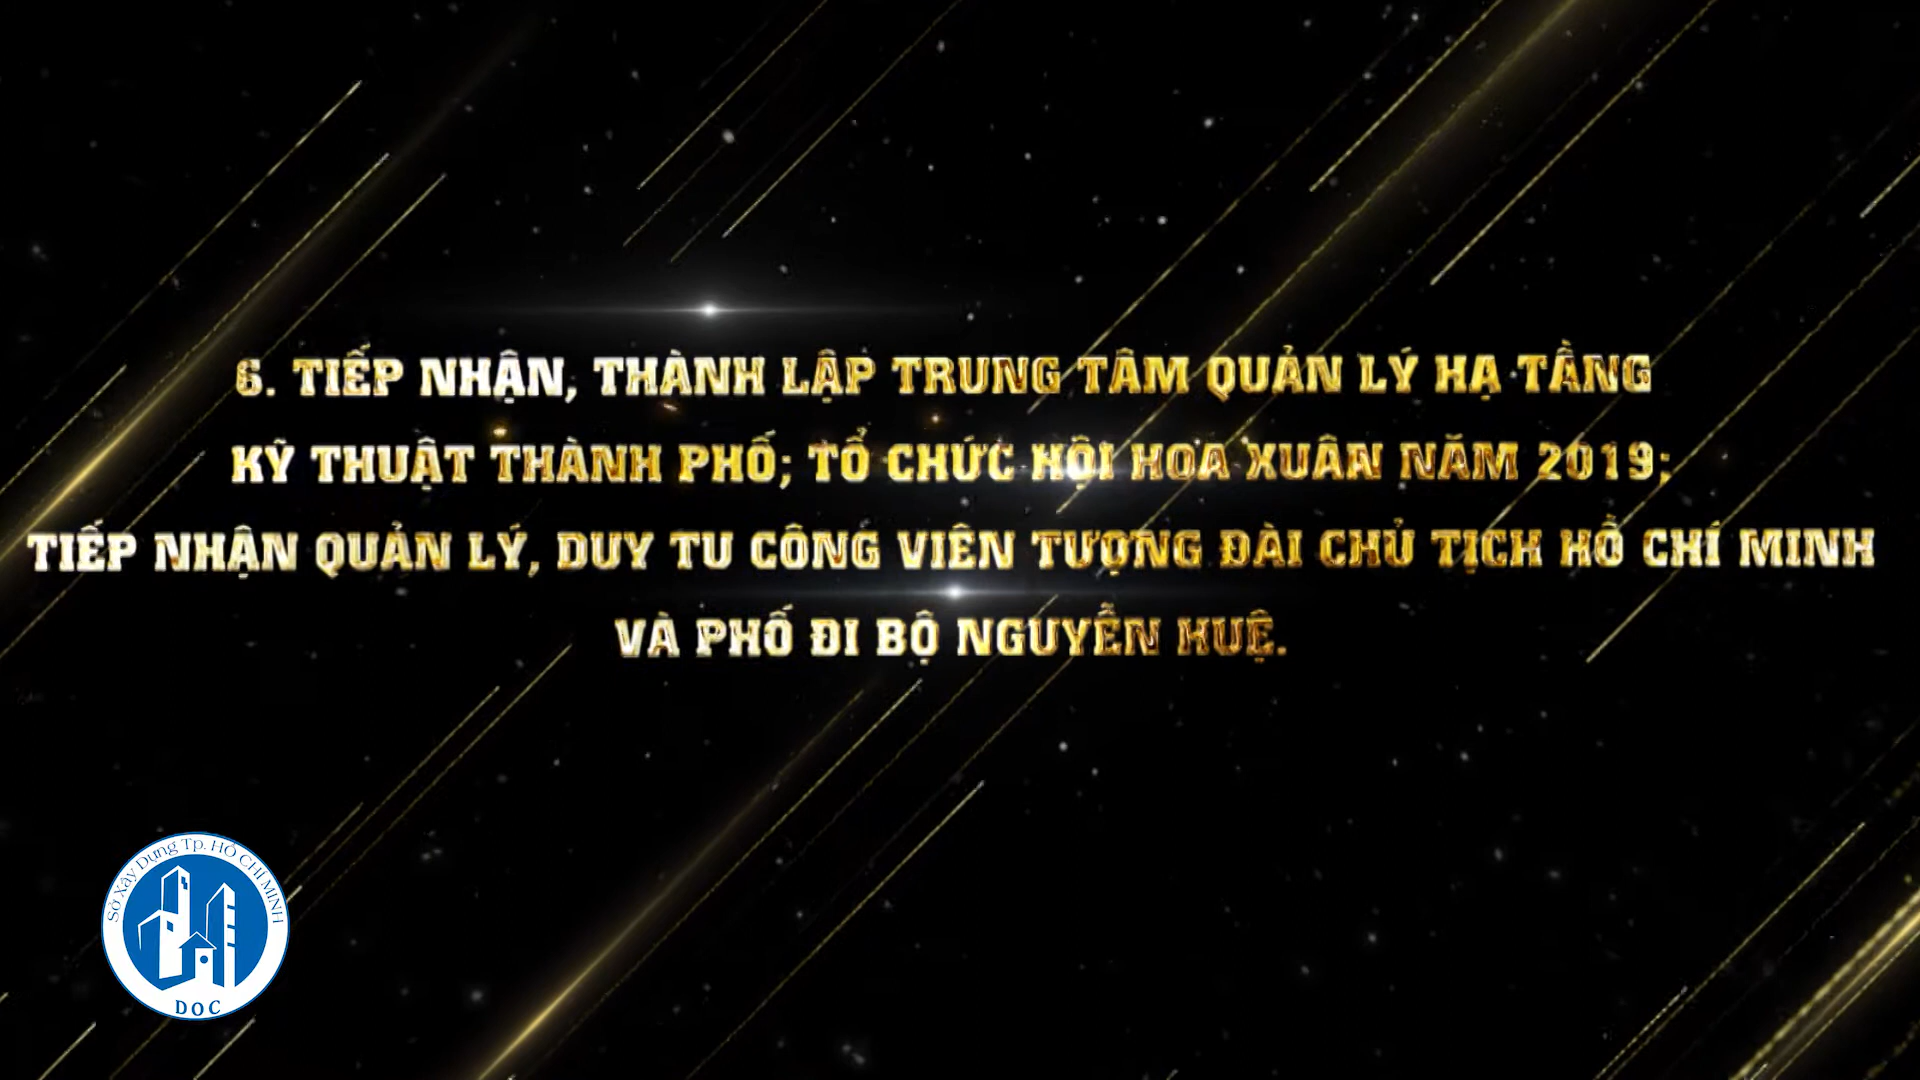 6. TIẾP NHẬN, THÀNH LẬP TRUNG TÂM QUẢN LÝ HẠ TẦNG
KỸ THUẬT THÀNH PHỐ; TỔ CHỨC HỘI HOA XUÂN NĂM 2019;
TIẾP NHẬN QUẢN LÝ, DUY TU CÔNG VIÊN TƯỢNG ĐÀI CHỦ TỊCH HỒ CHÍ MINH
VÀ PHỐ ĐI BỘ NGUYỄN HUỆ.
Sở Xây Dựng Tp. HỒ CHÍ MINH
DOC